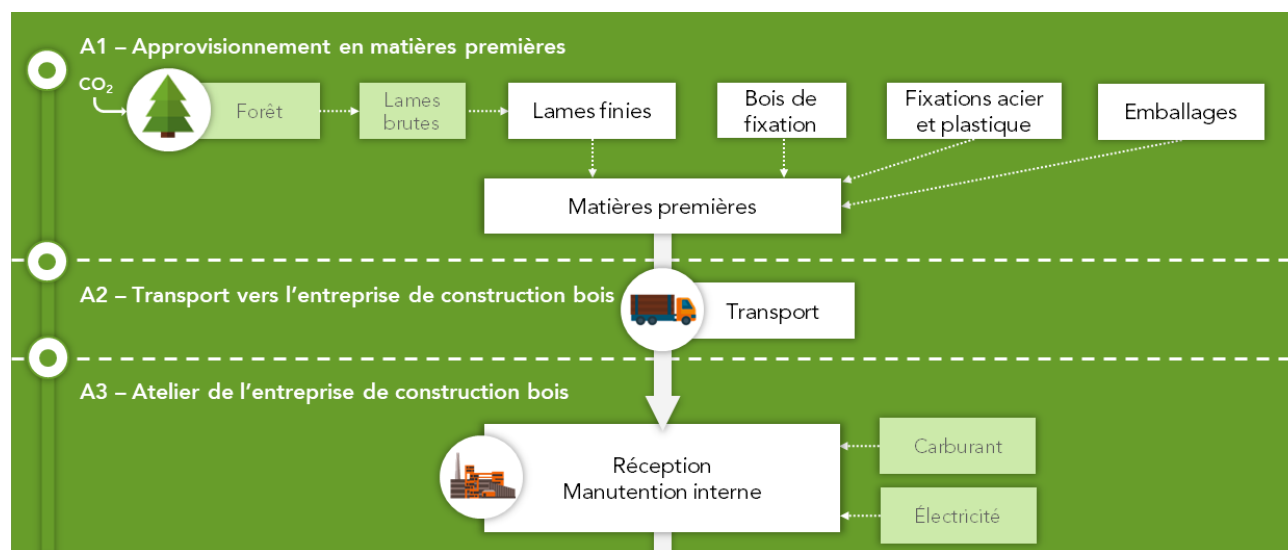 A1 – Approvisionnement en matières premières
CO₂
Forêt
Lames
brutes
Lames finies
Bois de
fixation
Fixations acier
et plastique
Emballages
Matières premières
A2 – Transport vers l'entreprise de construction bois
Transport
A3 – Atelier de l'entreprise de construction bois
Réception
Manutention interne
Carburant
Électricité